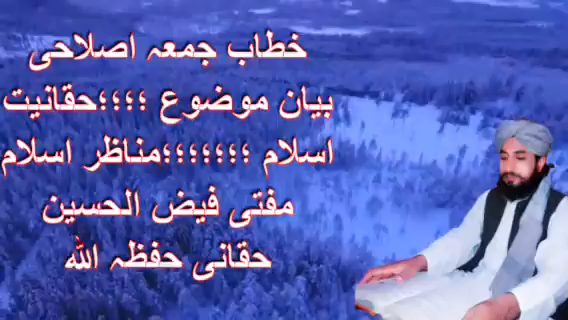 خطاب جمعہ اصلاحی
بیان موضوع ؛؛؛؛حقانیت
اسلام ؛؛؛؛؛؛؛مناظر اسلام
مفتی فیض الحسین
حقانی حفظہ اللہ